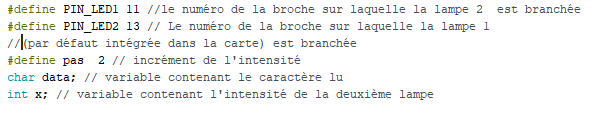 #define PIN_LED1 11 //le numéro de la broche sur laquelle la lampe 2  est branchée
#define PIN_LED2 13 // Le numéro de la broche sur laquelle la lampe 1
//(par défaut intégrée dans la carte) est branchée
#define pas  2 // incrément de l'intensité
char data; // variable contenant le caractère lu
int x; // variable contenant l'intensité de la deuxième lampe